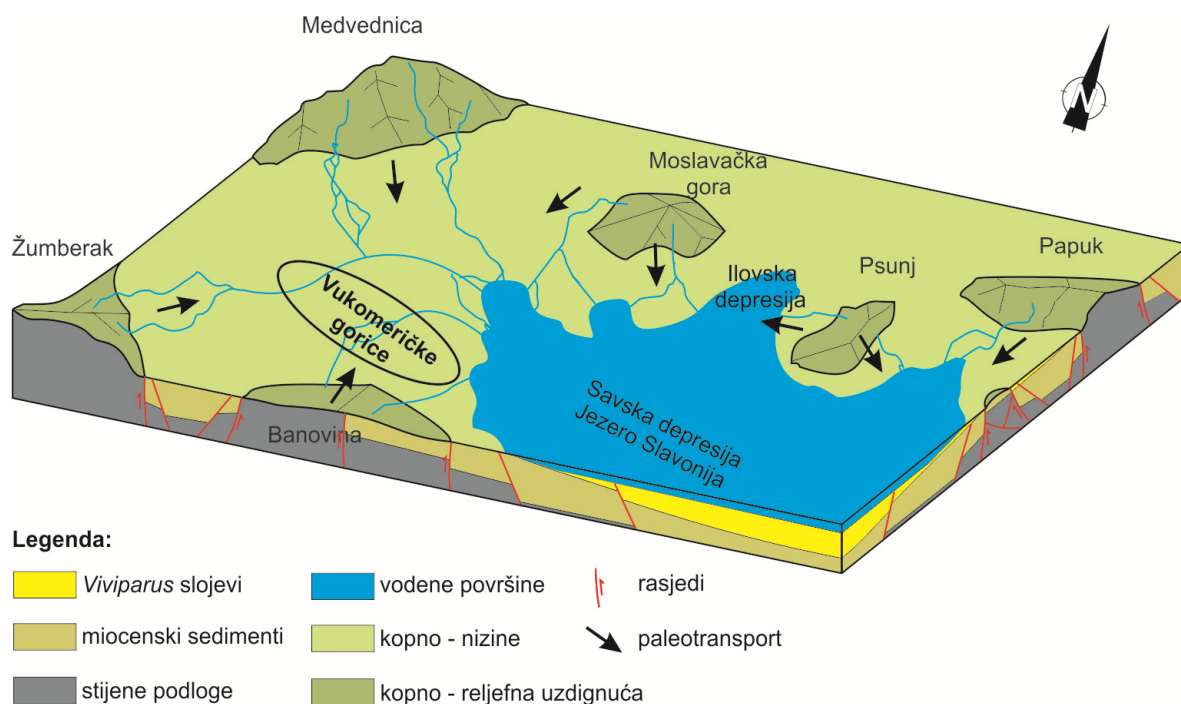 Medvednica
N
Moslavačka
gora
Žumberak
Papuk
Ilovska
depresija
Psunj
Vukomeričke
gorice
Banovina
Savska depresija
Jezero Slavonija
Legenda:
Viviparus slojevi
vodene površine
rasjedi
miocenski sedimenti
kopno - nizine
paleotransport
stijene podloge
kopno - reljefna uzdignuća